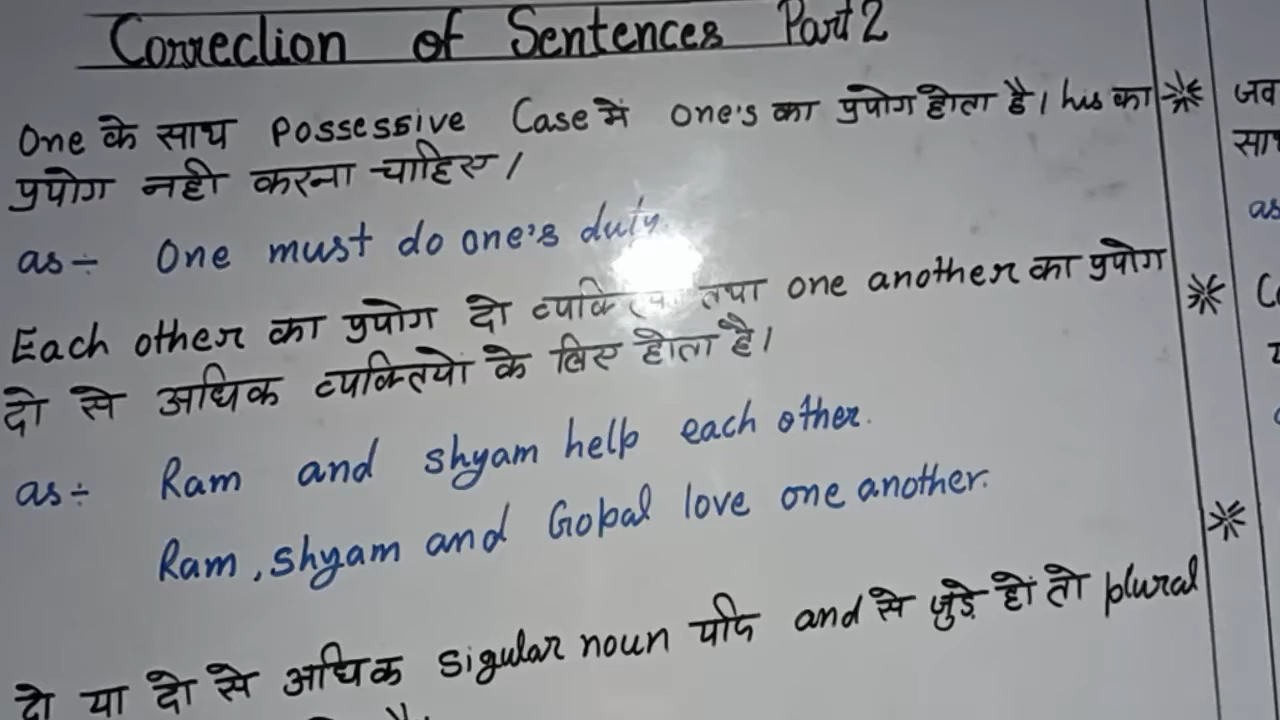 Correction of Sentences Part 2
One के साथ Possessive Case में one's का प्रयोग होता है। his का
प्रयोग नही करना चाहिए।
as÷ One must do one's duty.
Each other का प्रयोग दो तथा one another का प्रयोग
दो से अधिक व्यक्तियों के लिए होता है।
as÷ Ram and shyam help each other.
Ram, shyam and Gopal love one another.
दो या दो से अधिक sigular noun यदि and से जुड़े हों तो plural
जब
as